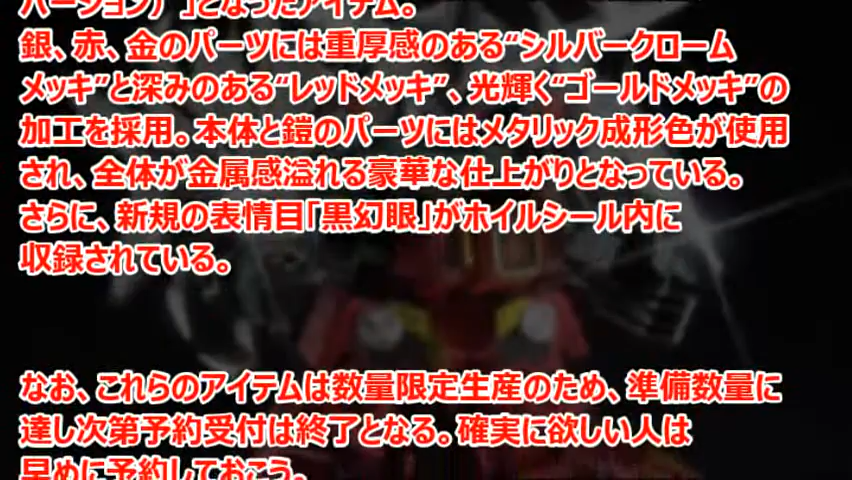 バージョン）」となったアイテム。
銀、赤、金のパーツには重厚感のある“シルバークローム
メッキ”と深みのある“レッドメッキ”、光輝く“ゴールドメッキ”の
加工を採用。本体と鎧のパーツにはメタリック成形色が使用
され、全体が金属感溢れる豪華な仕上がりとなっている。
さらに、新規の表情目「黒幻眼」がホイルシール内に
収録されている。
なお、これらのアイテムは数量限定生産のため、準備数量に
達し次第予約受付は終了となる。確実に欲しい人は
早めに予約しておこう。